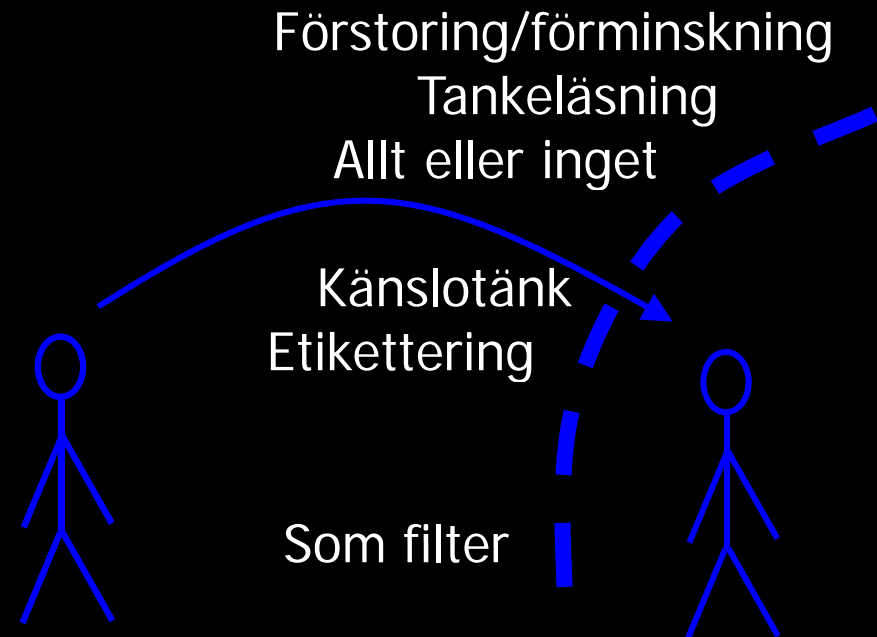 Förstoring/förminskning
Tankeläsning
Allt eller inget
Känslotänk
Etikettering
Som filter